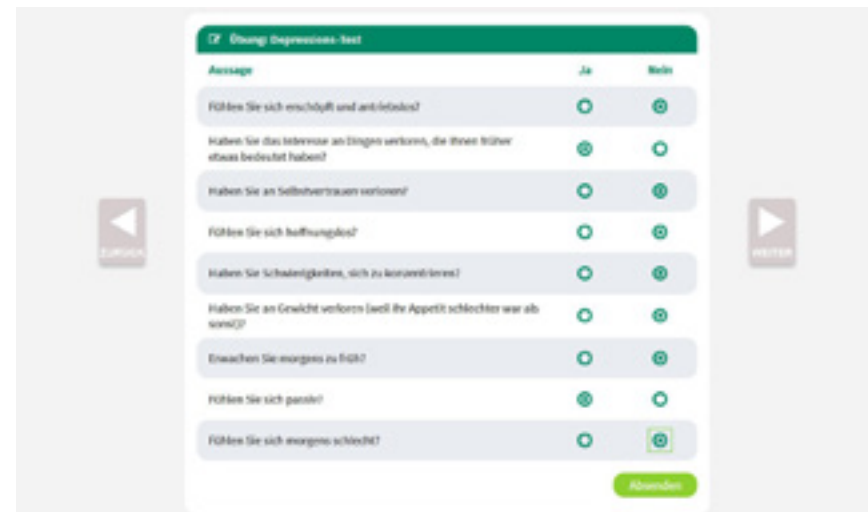 Übung: Depressions-Test
Aussage Ja Nein
Fühlen Sie sich erschöpft und antriebslos?
Haben Sie das Interesse an Dingen verloren, die Ihnen früher
etwas bedeutet haben?
Haben Sie an Selbstvertrauen verloren?
Fühlen Sie sich hoffnungslos?
Haben Sie Schwierigkeiten, sich zu konzentrieren?
Haben Sie an Gewicht verloren (weil Ihr Appetit schlechter war als
sonst)?
Erwachen Sie morgens zu früh?
Fühlen Sie sich passiv?
Fühlen Sie sich morgens schlecht?
ZURÜCK
WEITER
Absenden